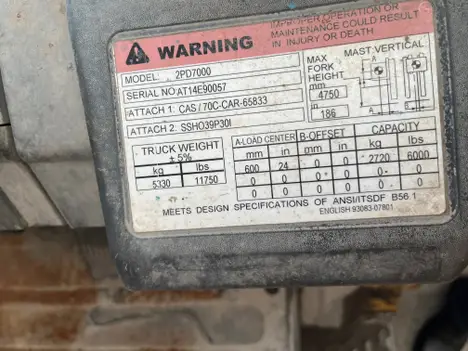 IMPROPER OPERATION OR
MAINTENANCE COULD RESULT
IN INJURY OR DEATH
WARNING
MODEL 2PD7000
SERIAL NO AT14E90057
ATTACH 1: CAS / 70C-CAR-65833
ATTACH 2: SSHO39P30I
MAX
FORK
HEIGHT
mm
4750
in
186
MAST:VERTICAL
A
A B
TRUCK WEIGHT
± 5%
kg lbs
5330 11750
A-LOAD CENTER B-OFFSET CAPACITY
mm in mm in kg lbs
600 24 0 0 2720 6000
0 0 0 0 0 0
0 0 0 0 0 0
MEETS DESIGN SPECIFICATIONS OF ANSI/ITSDF B56.1
ENGLISH 93083-07801